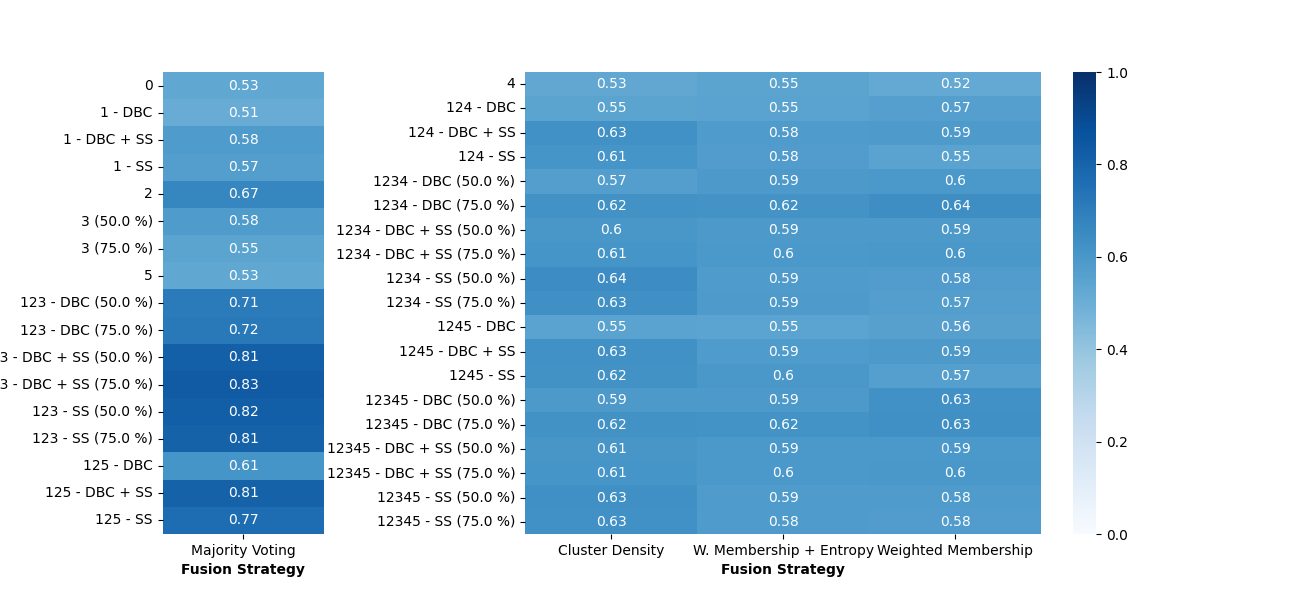 0 0.53
1 - DBC 0.51
1 - DBC + SS 0.58
1 - SS 0.57
2 0.67
3 (50.0 %) 0.58
3 (75.0 %) 0.55
5 0.53
123 - DBC (50.0 %) 0.71
123 - DBC (75.0 %) 0.72
3 - DBC + SS (50.0 %) 0.81
3 - DBC + SS (75.0 %) 0.83
123 - SS (50.0 %) 0.82
123 - SS (75.0 %) 0.81
125 - DBC 0.61
125 - DBC + SS 0.81
125 - SS 0.77
Majority Voting
Fusion Strategy
4 0.53 0.55 0.52
124 - DBC 0.55 0.55 0.57
124 - DBC + SS 0.63 0.58 0.59
124 - SS 0.61 0.58 0.55
1234 - DBC (50.0 %) 0.57 0.59 0.6
1234 - DBC (75.0 %) 0.62 0.62 0.64
1234 - DBC + SS (50.0 %) 0.6 0.59 0.59
1234 - DBC + SS (75.0 %) 0.61 0.6 0.6
1234 - SS (50.0 %) 0.64 0.59 0.58
1234 - SS (75.0 %) 0.63 0.59 0.57
1245 - DBC 0.55 0.55 0.56
1245 - DBC + SS 0.63 0.59 0.59
1245 - SS 0.62 0.6 0.57
12345 - DBC (50.0 %) 0.59 0.59 0.63
12345 - DBC (75.0 %) 0.62 0.62 0.63
12345 - DBC + SS (50.0 %) 0.61 0.59 0.59
12345 - DBC + SS (75.0 %) 0.61 0.6 0.6
12345 - SS (50.0 %) 0.63 0.59 0.58
12345 - SS (75.0 %) 0.63 0.58 0.58
Cluster Density W. Membership + Entropy Weighted Membership
Fusion Strategy
1.0
0.8
0.6
0.4
0.2
0.0